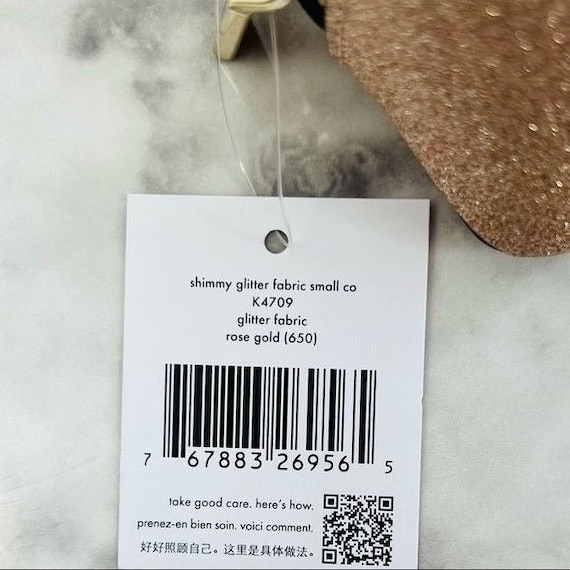 shimmy glitter fabric small co
K4709
glitter fabric
rose gold (650)
7 67883 26956 5
take good care. here's how.
prenez-en bien soin. voici comment.
好好照顾自己。这里是具体做法。